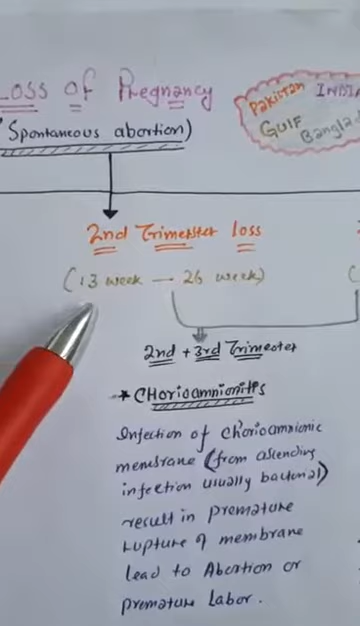 Loss of Pregnancy
(Spontaneous abortion)
Pakistan INDIA
GULF
Banglad
2nd Trimester loss
(13 week — 26 week)
(
2nd + 3rd Trimester
* CHorioamnionitis
Infection of chorioamnionic
membrane (from ascending
infection usually bacterial)
result in premature
rupture of membrane
lead to Abortion or
premature Labor.